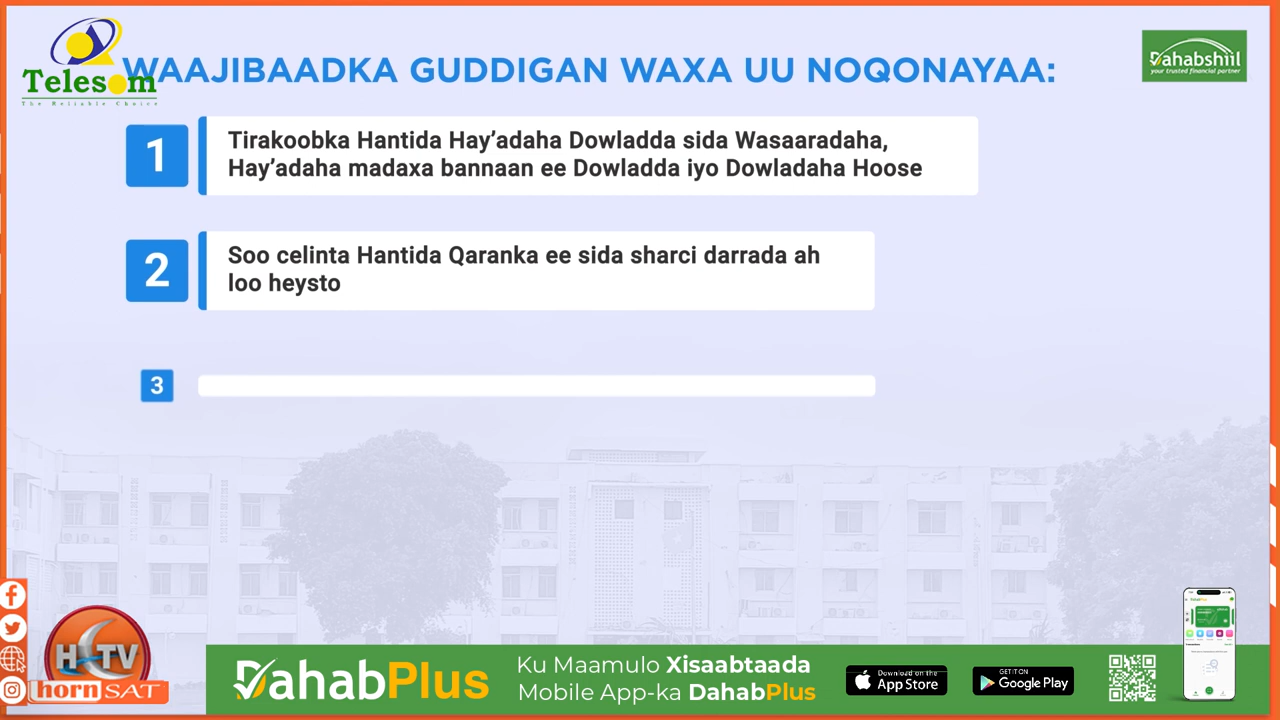 Telesom
The Reliable Choice
WAAJIBAADKA GUDDIGAN WAXA UU NOQONAYAA:
Dahabshiil
your trusted financial partner
1
Tirakoobka Hantida Hay’adaha Dowladda sida Wasaaradaha,
Hay’adaha madaxa bannaan ee Dowladda iyo Dowladaha Hoose
2
Soo celinta Hantida Qaranka ee sida sharci darrada ah
loo heysto
3
HCTV
horn SAT
DahabPlus
Ku Maamulo Xisaabtaada
Mobile App-ka DahabPlus
Download on the
App Store
GET IT ON
Google Play